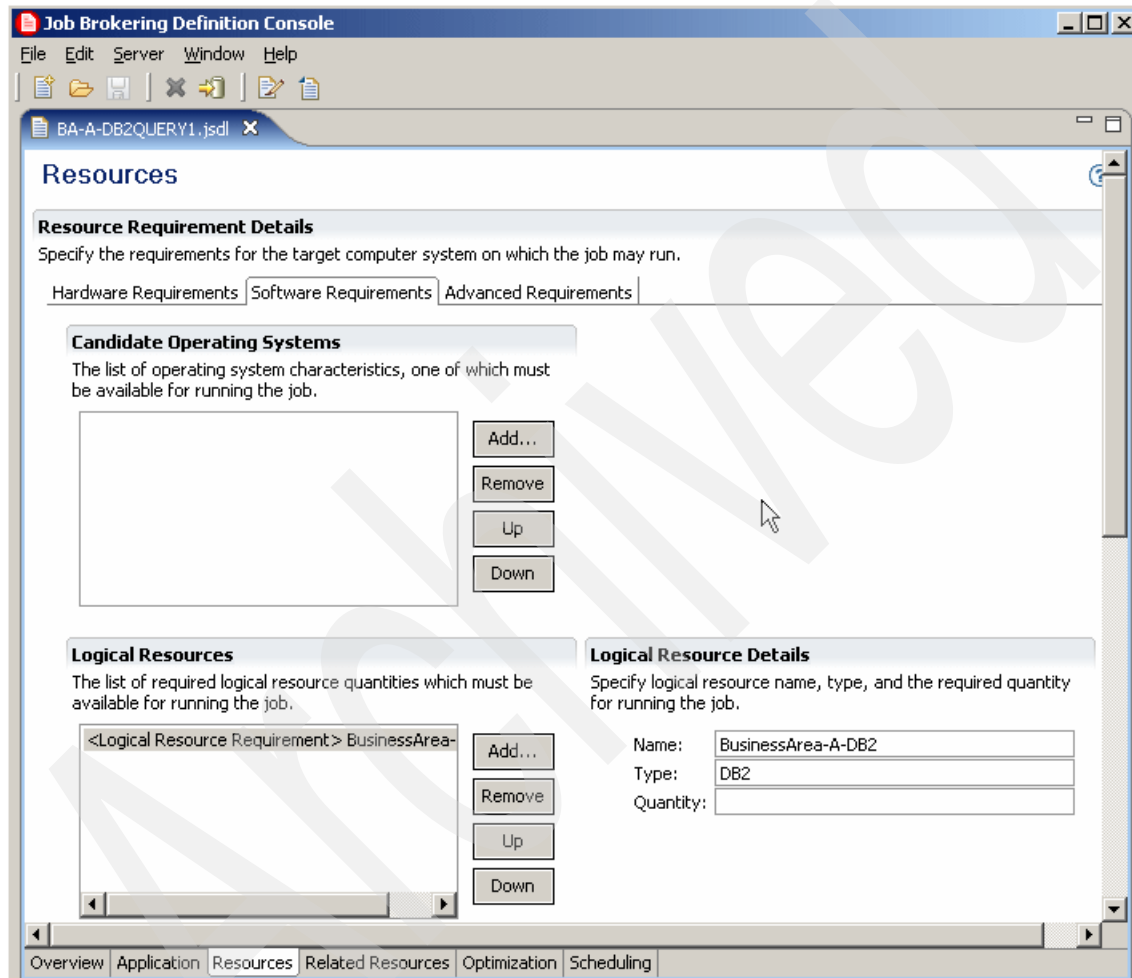 Job Brokering Definition Console
File Edit Server Window Help
BA-A-DB2QUERY1.jsdl
Resources
Resource Requirement Details
Specify the requirements for the target computer system on which the job may run.
Hardware Requirements Software Requirements Advanced Requirements
Candidate Operating Systems
The list of operating system characteristics, one of which must
be available for running the job.
Add...
Remove
Up
Down
Logical Resources
The list of required logical resource quantities which must be
available for running the job.
<Logical Resource Requirement> BusinessArea-
Add...
Remove
Up
Down
Logical Resource Details
Specify logical resource name, type, and the required quantity
for running the job.
Name: BusinessArea-A-DB2
Type: DB2
Quantity:
Overview Application Resources Related Resources Optimization Scheduling
Archived